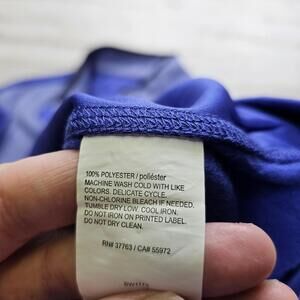 100% POLYESTER / poliéster
MACHINE WASH COLD WITH LIKE
COLORS. DELICATE CYCLE.
NON-CHLORINE BLEACH IF NEEDED.
TUMBLE DRY LOW. COOL IRON.
DO NOT IRON ON PRINTED LABEL.
DO NOT DRY CLEAN.
RN# 37763 / CA# 55972